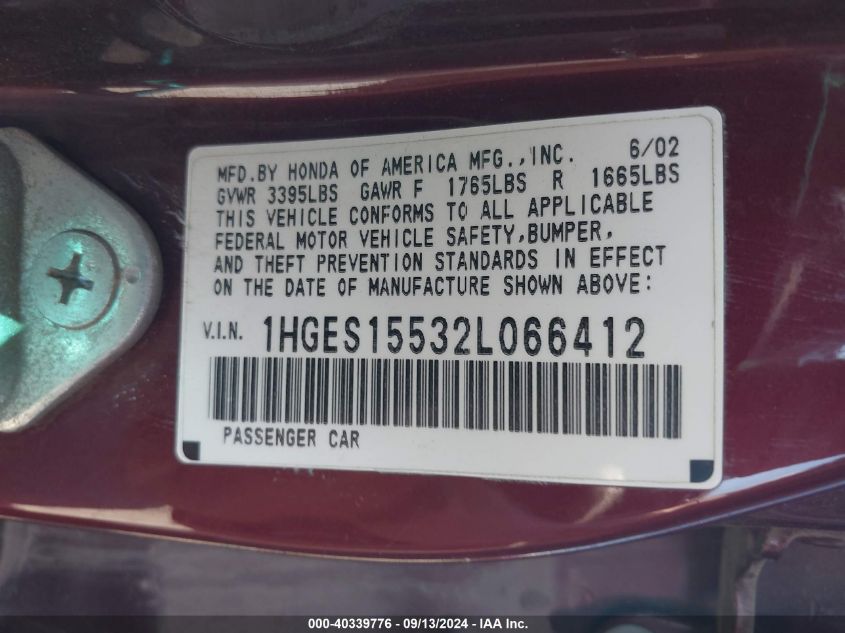 MFD.BY HONDA OF AMERICA MFG.,INC. 6/02
GVWR 3395LBS GAWR F 1765LBS R 1665LBS
THIS VEHICLE CONFORMS TO ALL APPLICABLE
FEDERAL MOTOR VEHICLE SAFETY,BUMPER,
AND THEFT PREVENTION STANDARDS IN EFFECT
ON THE DATE OF MANUFACTURE SHOWN ABOVE:
V.I.N. 1HGES15532L066412
PASSENGER CAR
000-40339776 - 09/13/2024 - IAA Inc.